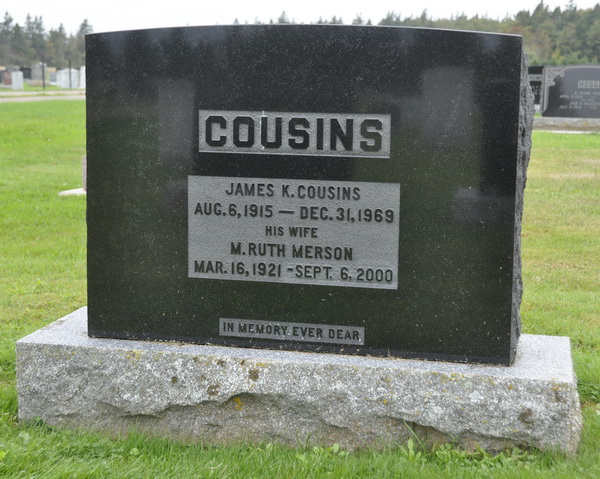 COUSINS
JAMES K. COUSINS
AUG. 6, 1915 — DEC. 31, 1969
HIS WIFE
M. RUTH MERSON
MAR. 16, 1921 - SEPT. 6, 2000
IN MEMORY EVER DEAR